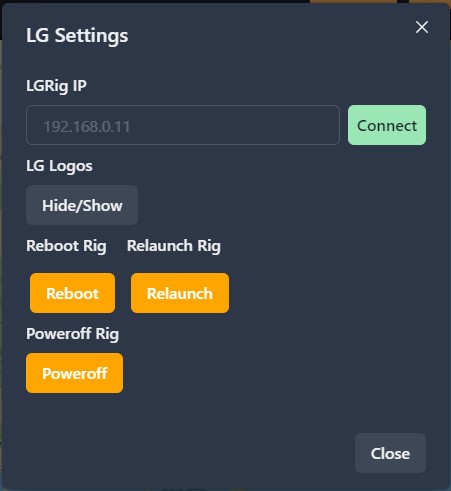 LG Settings
LGRig IP
192.168.0.11 Connect
LG Logos
Hide/Show
Reboot Rig Relaunch Rig
Reboot Relaunch
Poweroff Rig
Poweroff
Close